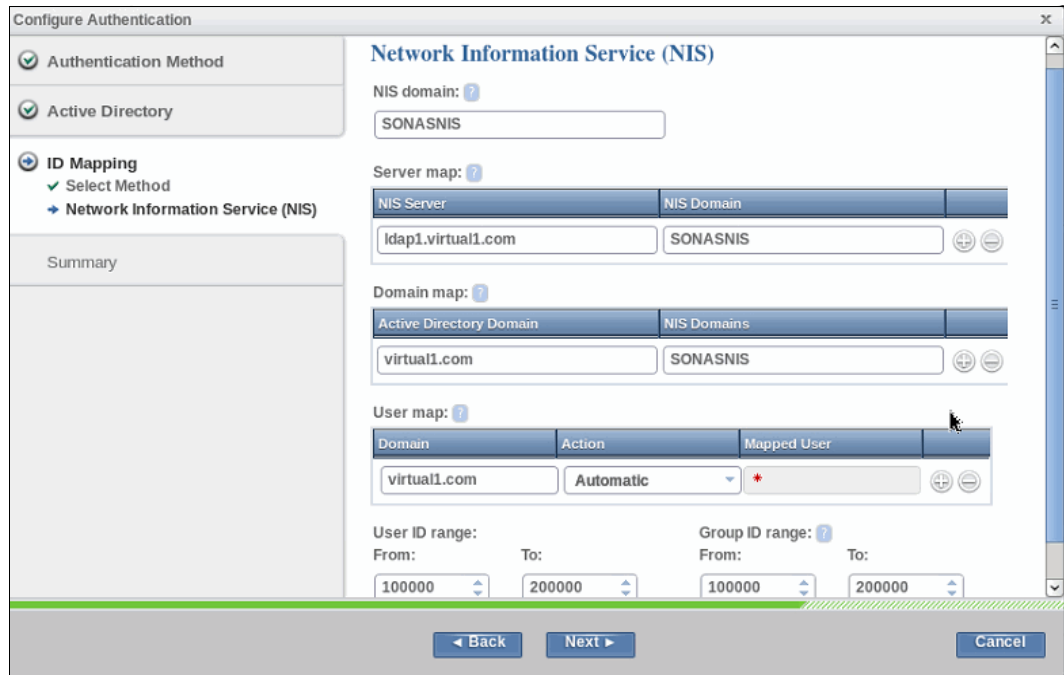 Configure Authentication x
Authentication Method
Active Directory
ID Mapping
Select Method
Network Information Service (NIS)
Summary
Network Information Service (NIS)
NIS domain: ?
SONASNIS
Server map: ?
NIS Server NIS Domain
ldap1.virtual1.com SONASNIS
Domain map: ?
Active Directory Domain NIS Domains
virtual1.com SONASNIS
User map: ?
Domain Action Mapped User
virtual1.com Automatic *
User ID range: Group ID range: ?
From: To: From: To:
100000 200000 100000 200000
◄ Back Next ► Cancel